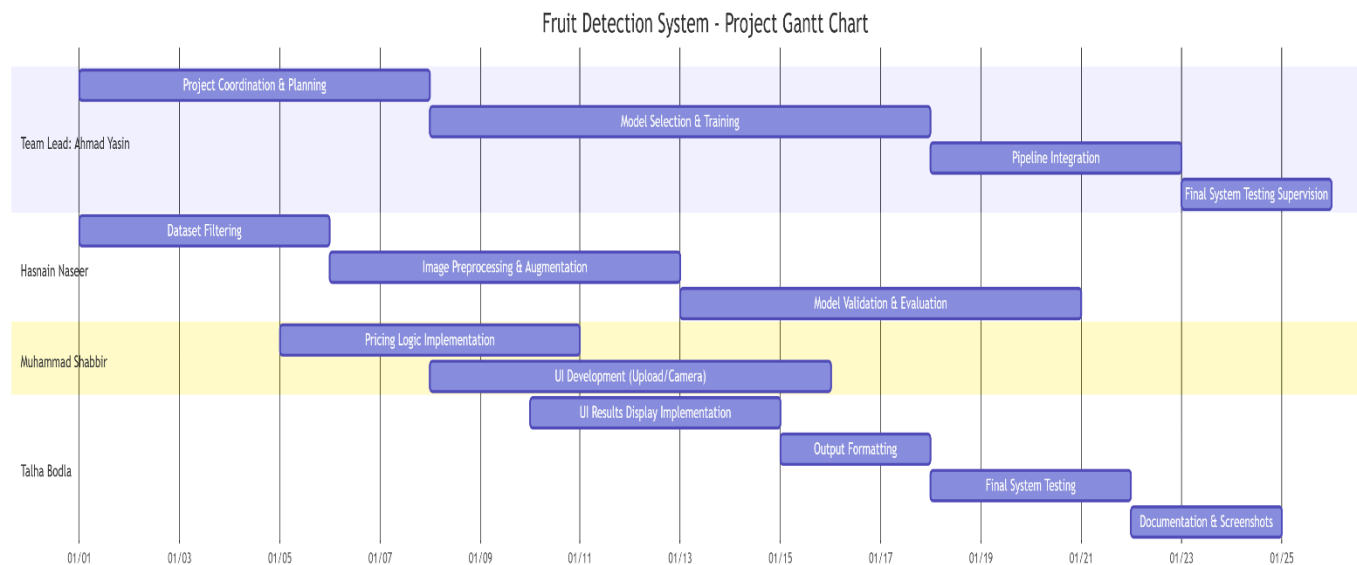 Fruit Detection System - Project Gantt Chart
Project Coordination & Planning
Model Selection & Training
Team Lead: Ahmad Yasin
Pipeline Integration
Final System Testing Supervision
Dataset Filtering
Hasnain Naseer
Image Preprocessing & Augmentation
Model Validation & Evaluation
Pricing Logic Implementation
Muhammad Shabbir
UI Development (Upload/Camera)
UI Results Display Implementation
Output Formatting
Talha Bodla
Final System Testing
Documentation & Screenshots
01/01 01/03 01/05 01/07 01/09 01/11 01/13 01/15 01/17 01/19 01/21 01/23 01/25